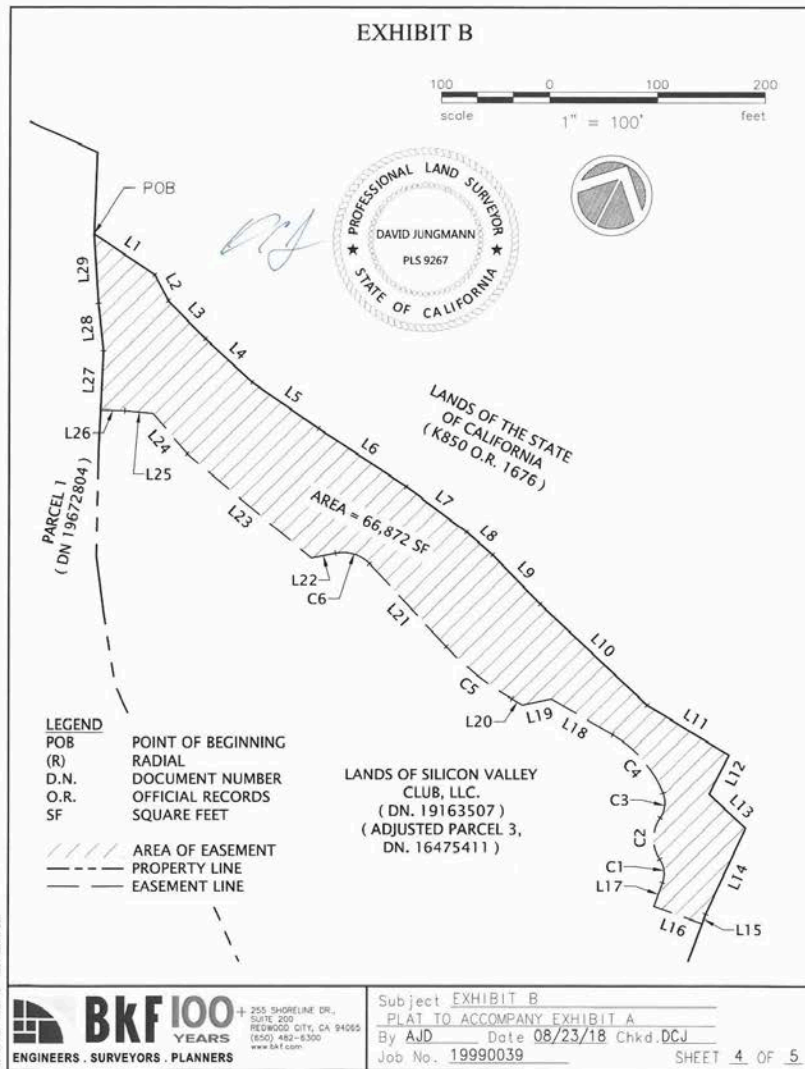 EXHIBIT B
100 0 100 200
scale 1" = 100' feet
POB
PROFESSIONAL LAND SURVEYOR
DAVID JUNGMANN
PLS 9267
STATE OF CALIFORNIA
L1
L29
L2
L3
L28
L4
L27
L5
LANDS OF THE STATE
OF CALIFORNIA
( K850 O.R. 1676 )
L26
L24
L25
L6
PARCEL 1
( DN 19672804 )
AREA = 66,872 SF
L7
L23
L8
L22
L9
C6
L21
L10
C5
L11
L20
L19
L18
LEGEND
POB POINT OF BEGINNING
(R) RADIAL
D.N. DOCUMENT NUMBER
O.R. OFFICIAL RECORDS
SF SQUARE FEET
AREA OF EASEMENT
PROPERTY LINE
EASEMENT LINE
LANDS OF SILICON VALLEY
CLUB, LLC.
( DN. 19163507 )
( ADJUSTED PARCEL 3,
DN. 16475411 )
C4
L12
C3
L13
C2
C1
L14
L17
L16
L15
BKF 100+
YEARS
ENGINEERS . SURVEYORS . PLANNERS
255 SHORELINE DR.,
SUITE 200
REDWOOD CITY, CA 94065
(650) 482-6300
www.bkf.com
Subject EXHIBIT B
PLAT TO ACCOMPANY EXHIBIT A
By AJD Date 08/23/18 Chkd.DCJ
Job No. 19990039 SHEET 4 OF 5